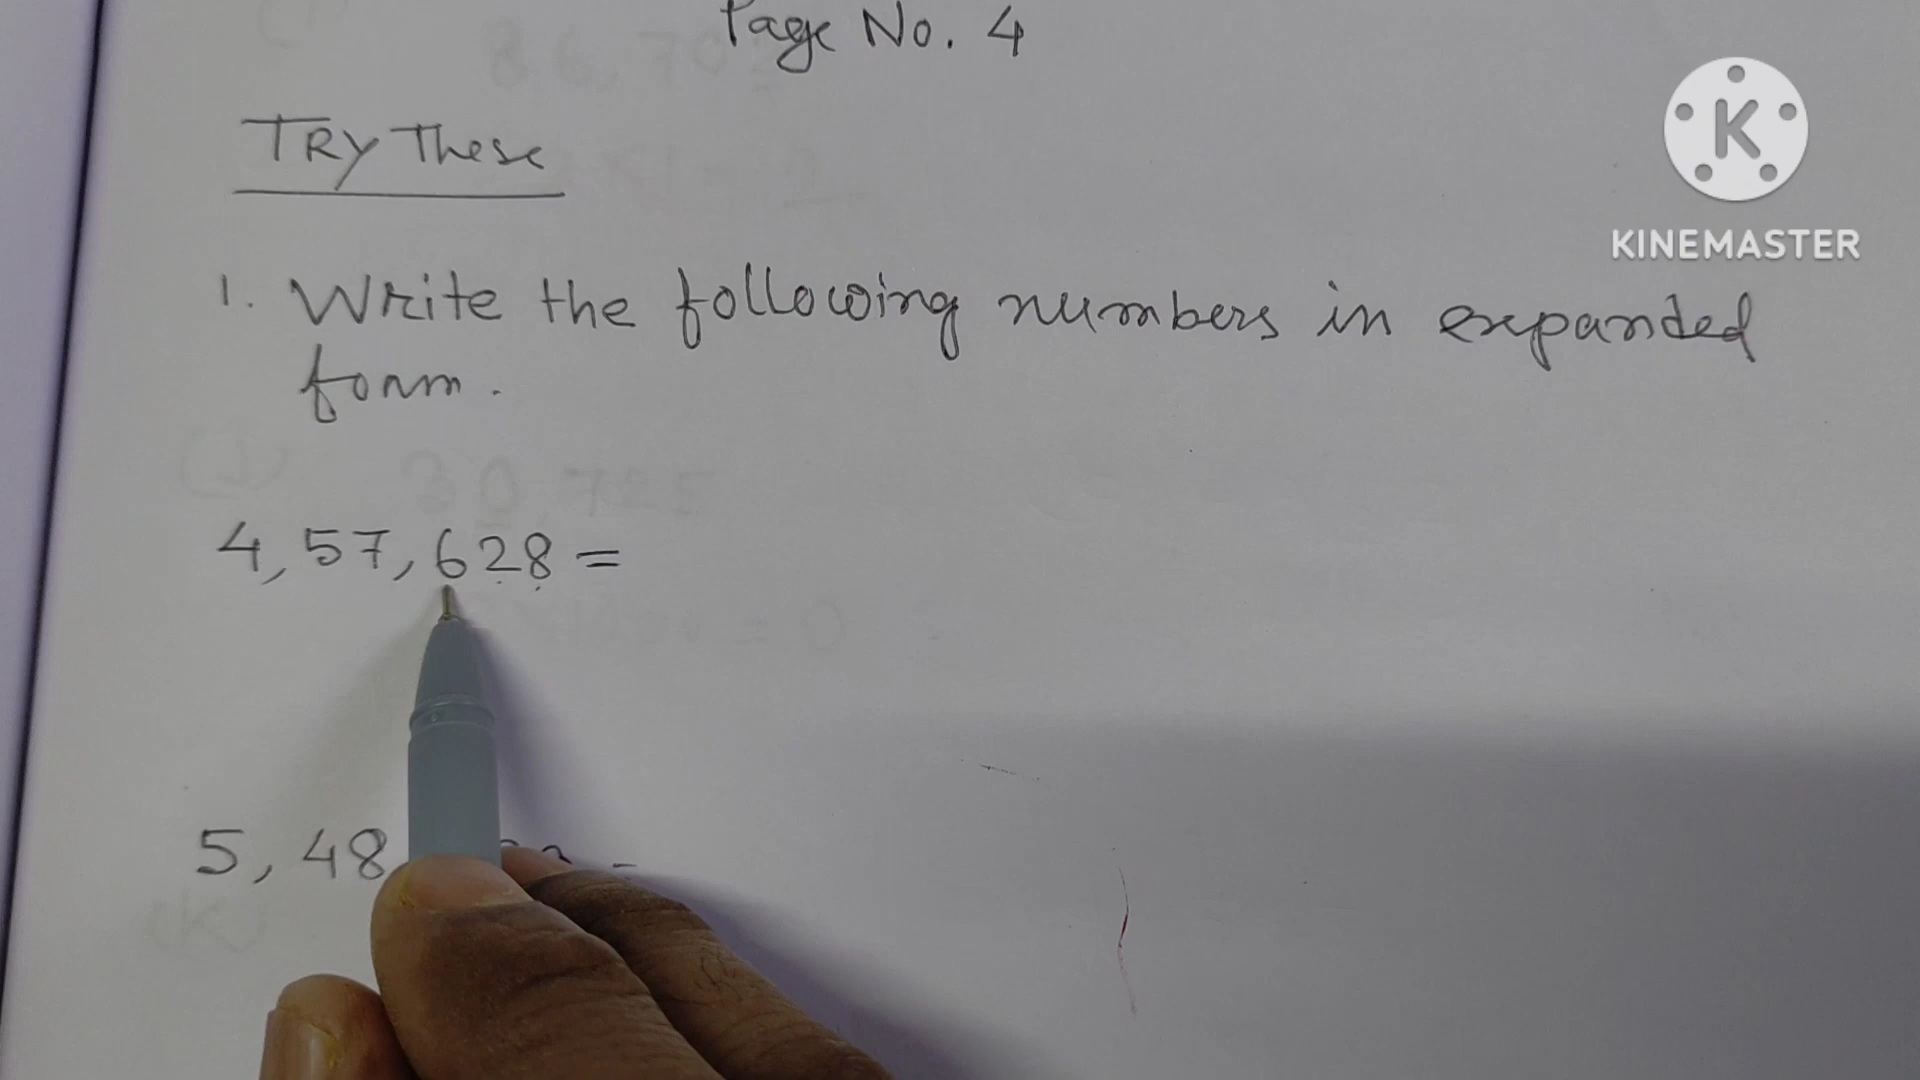 Page No. 4
K
KINEMASTER
TRY These
1. Write the following numbers in expanded
form.
4,57,628=
5,48